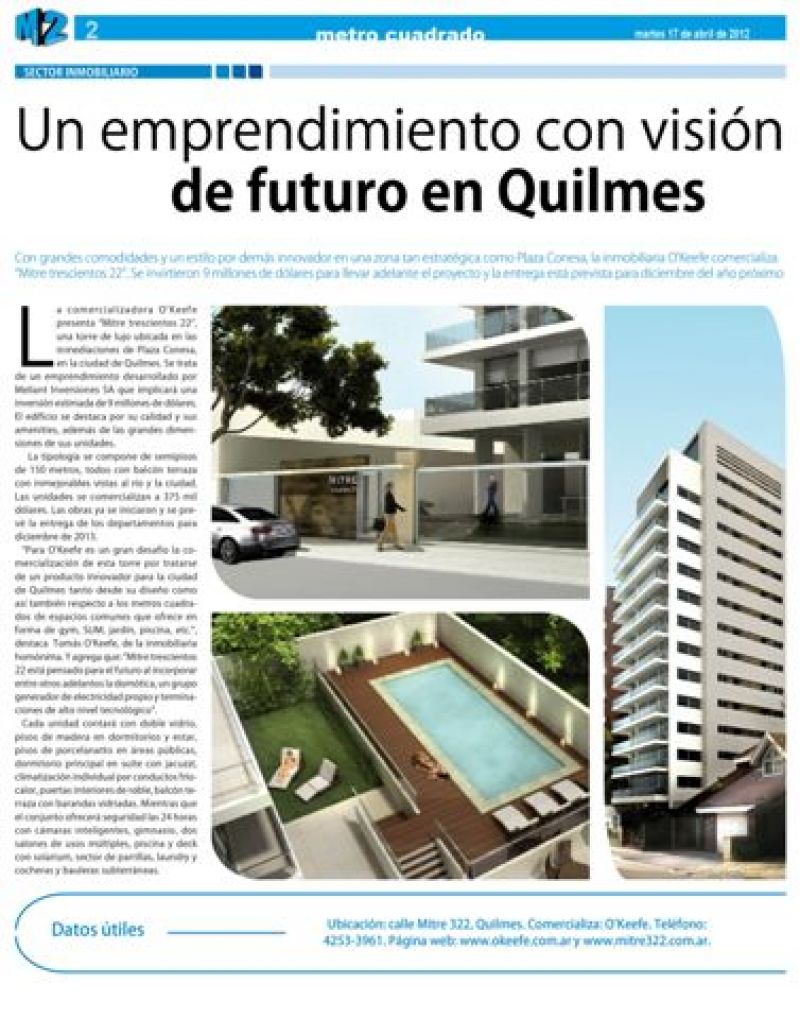 M2
2
metro cuadrado
martes 17 de abril de 2012
SECTOR INMOBILIARIO
Un emprendimiento con visión
de futuro en Quilmes
Con grandes comodidades y un estilo por demás innovador en una zona tan estratégica como Plaza Conesa, la inmobiliaria O'Keefe comercializa
"Mitre trescientos 22". Se invirtieron 9 millones de dólares para llevar adelante el proyecto y la entrega está prevista para diciembre del año próximo
La comercializadora O'Keefe
presenta "Mitre trescientos 22",
una torre de lujo ubicada en las
inmediaciones de Plaza Conesa,
en la ciudad de Quilmes. Se trata
de un emprendimiento desarrollado por
Meliant Inversiones SA que implicará una
inversión estimada de 9 millones de dólares.
El edificio se destaca por su calidad y sus
amenities, además de las grandes dimen-
siones de sus unidades.
La tipología se compone de semipisos
de 150 metros, todos con balcón terraza
con inmejorables vistas al río y la ciudad.
Las unidades se comercializan a 375 mil
dólares. Las obras ya se iniciaron y se pre-
vé la entrega de los departamentos para
diciembre de 2013.
"Para O'Keefe es un gran desafío la co-
mercialización de esta torre por tratarse
de un producto innovador para la ciudad
de Quilmes tanto desde su diseño como
así también respecto a los metros cuadra-
dos de espacios comunes que ofrece en
forma de gym, SUM, jardín, piscina, etc.",
destaca Tomás O'Keefe, de la inmobiliaria
homónima. Y agrega que: "Mitre trescientos
22 está pensado para el futuro al incorporar
entre otros adelantos la domótica, un grupo
generador de electricidad propio y termina-
ciones de alto nivel tecnológico".
Cada unidad contará con doble vidrio,
pisos de madera en dormitorios y estar,
pisos de porcelanatto en áreas públicas,
dormitorio principal en suite con jacuzzi,
climatización individual por conductos frío-
calor, puertas interiores de roble, balcón te-
rraza con barandas vidriadas. Mientras que
el conjunto ofrecerá seguridad las 24 horas
con cámaras inteligentes, gimnasio, dos
salones de usos múltiples, piscina y deck
con solarium, sector de parrillas, laundry y
cocheras y bauleras subterráneas.
MITRE
Datos útiles
Ubicación: calle Mitre 322, Quilmes. Comercializa: O'Keefe. Teléfono:
4253-3961. Página web: www.okeefe.com.ar y www.mitre322.com.ar.